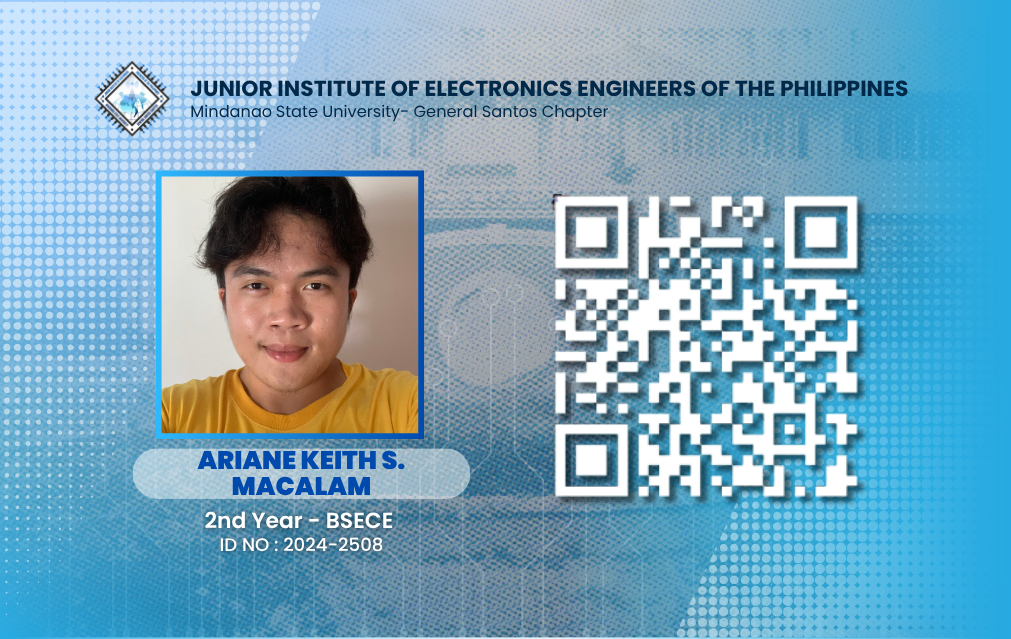 JUNIOR INSTITUTE OF ELECTRONICS ENGINEERS OF THE PHILIPPINES
Mindanao State University- General Santos Chapter
ARIANE KEITH S.
MACALAM
2nd Year - BSECE
ID NO : 2024-2508